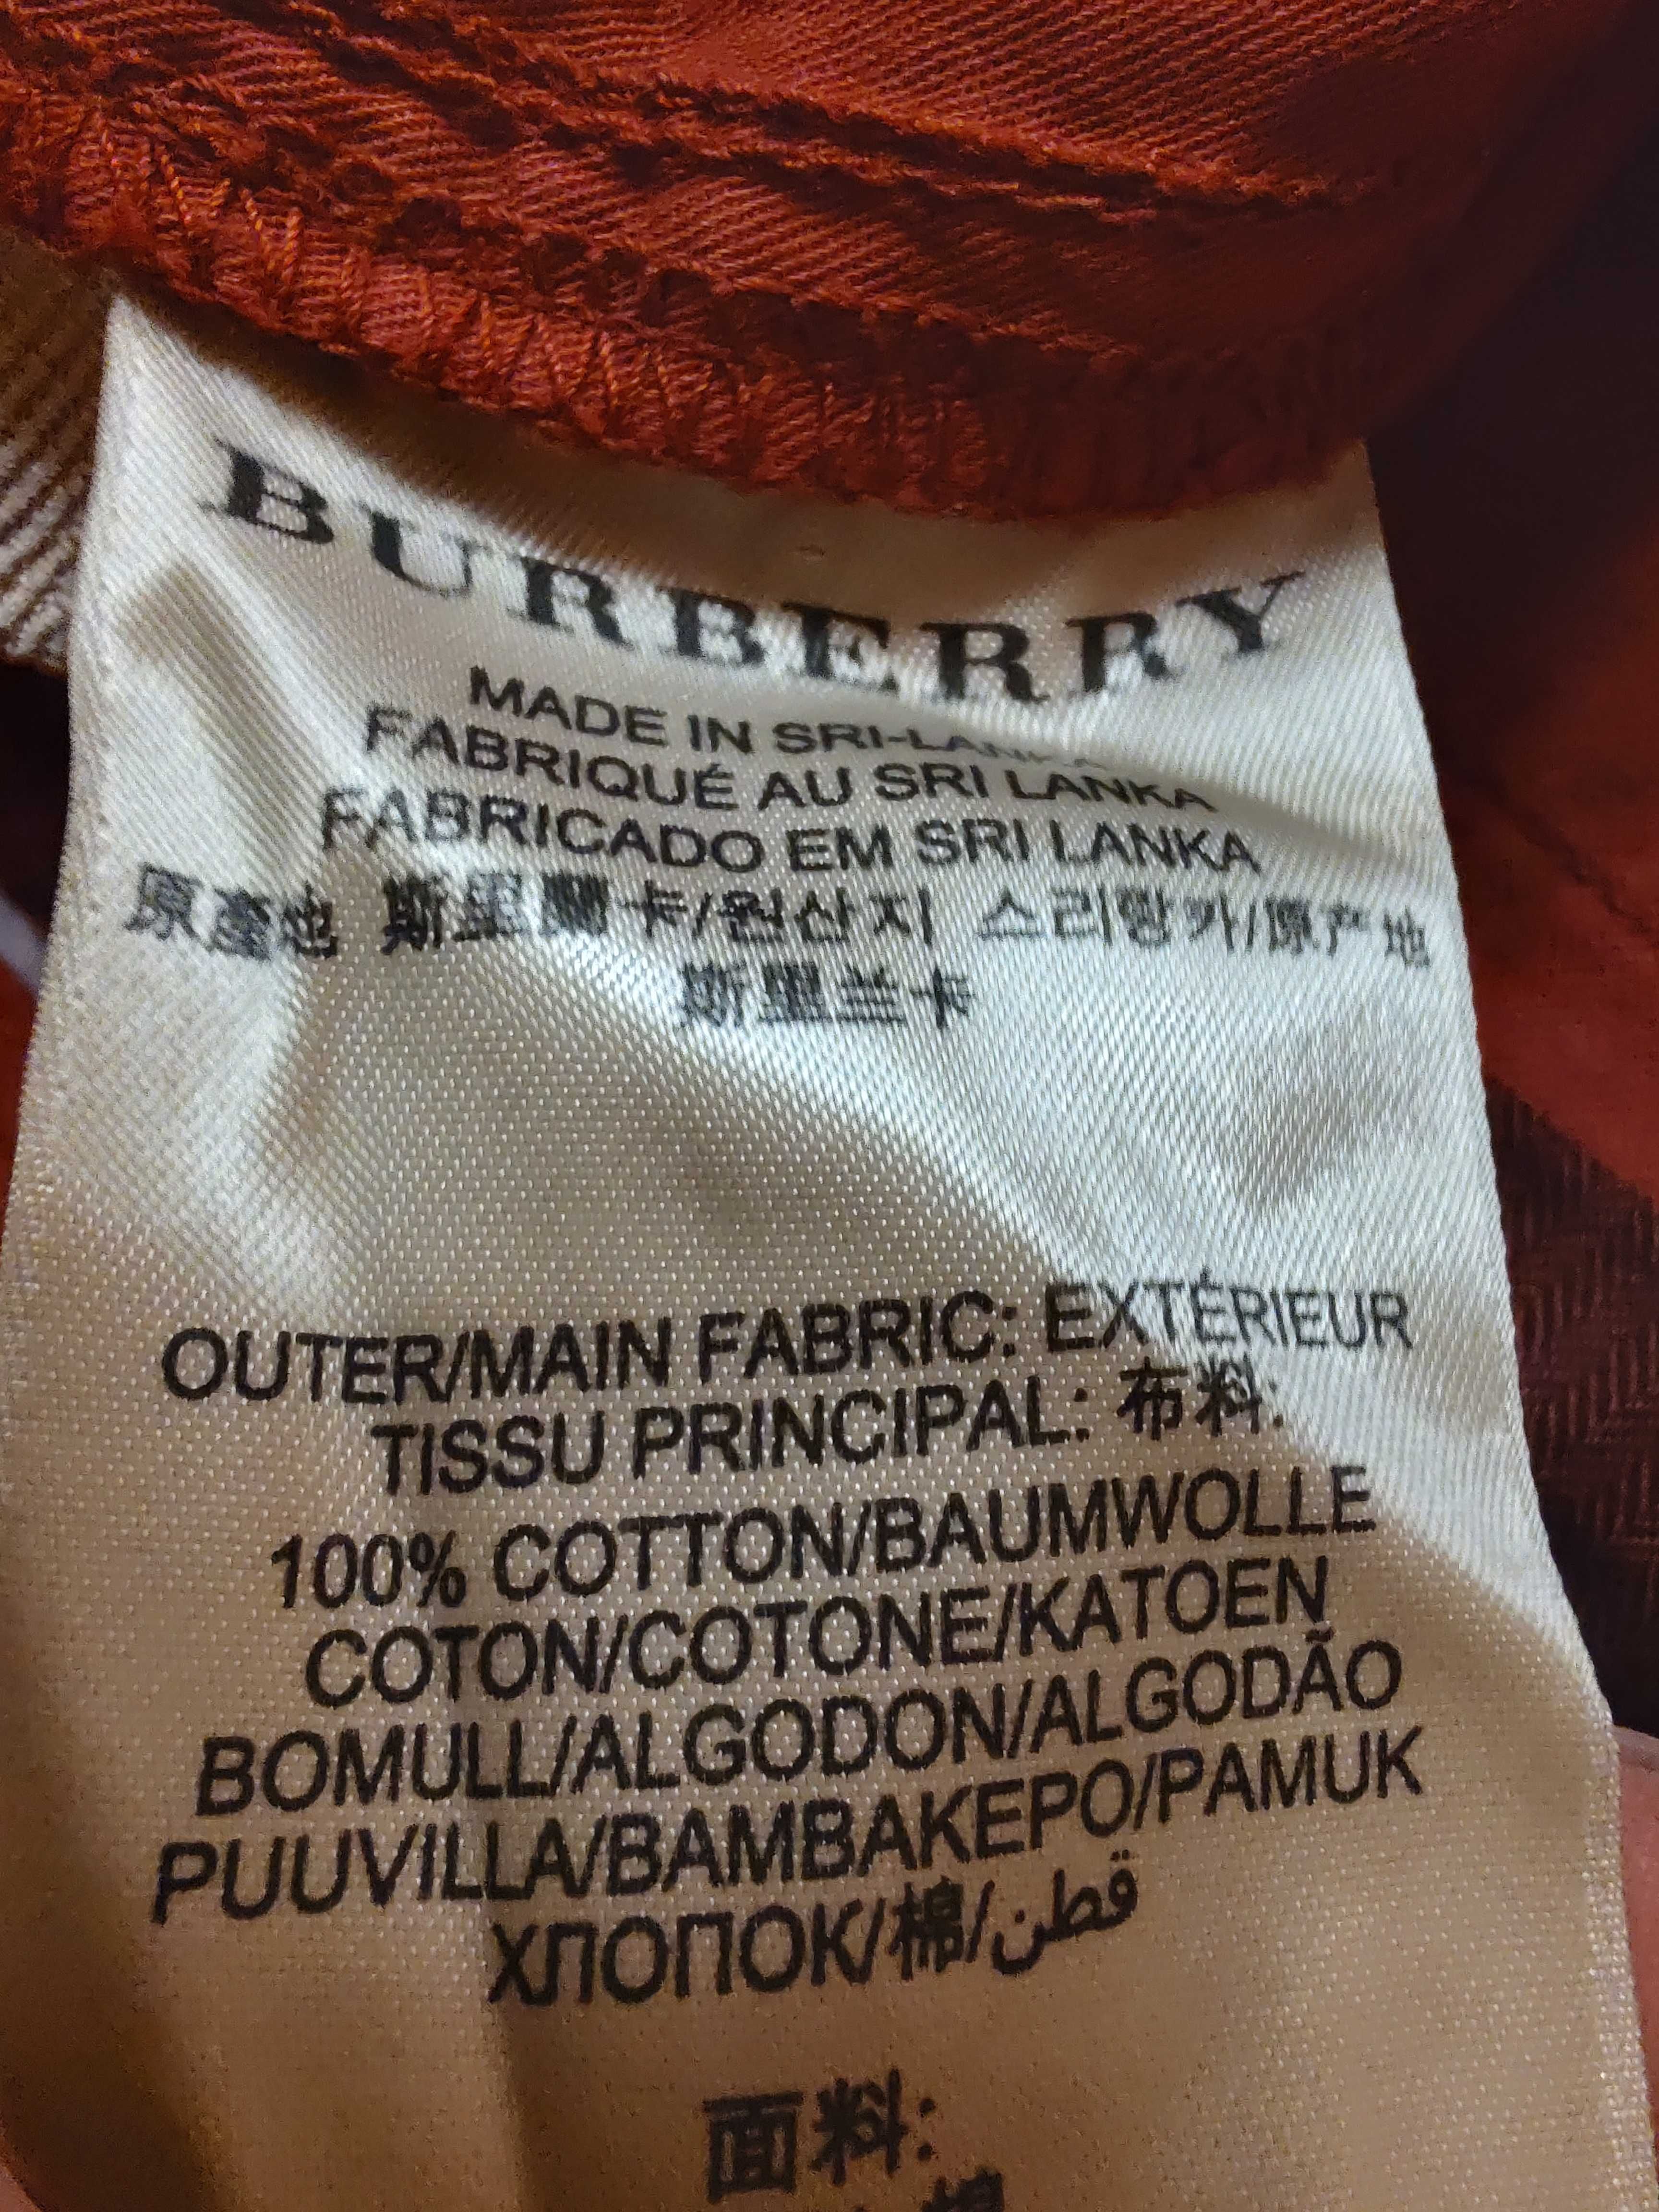 BURBERRY
MADE IN SRI-LANKA
FABRIQUÉ AU SRI LANKA
FABRICADO EM SRI LANKA
原產地 斯里蘭卡/원산지 스리랑카/原产地
斯里兰卡
OUTER/MAIN FABRIC: EXTÉRIEUR
TISSU PRINCIPAL: 布料:
100% COTTON/BAUMWOLLE
COTON/COTONE/KATOEN
BOMULL/ALGODON/ALGODÃO
PUUVILLA/BAMBAKEPO/PAMUK
ХЛОПОК/棉/قطن
面料:
棉